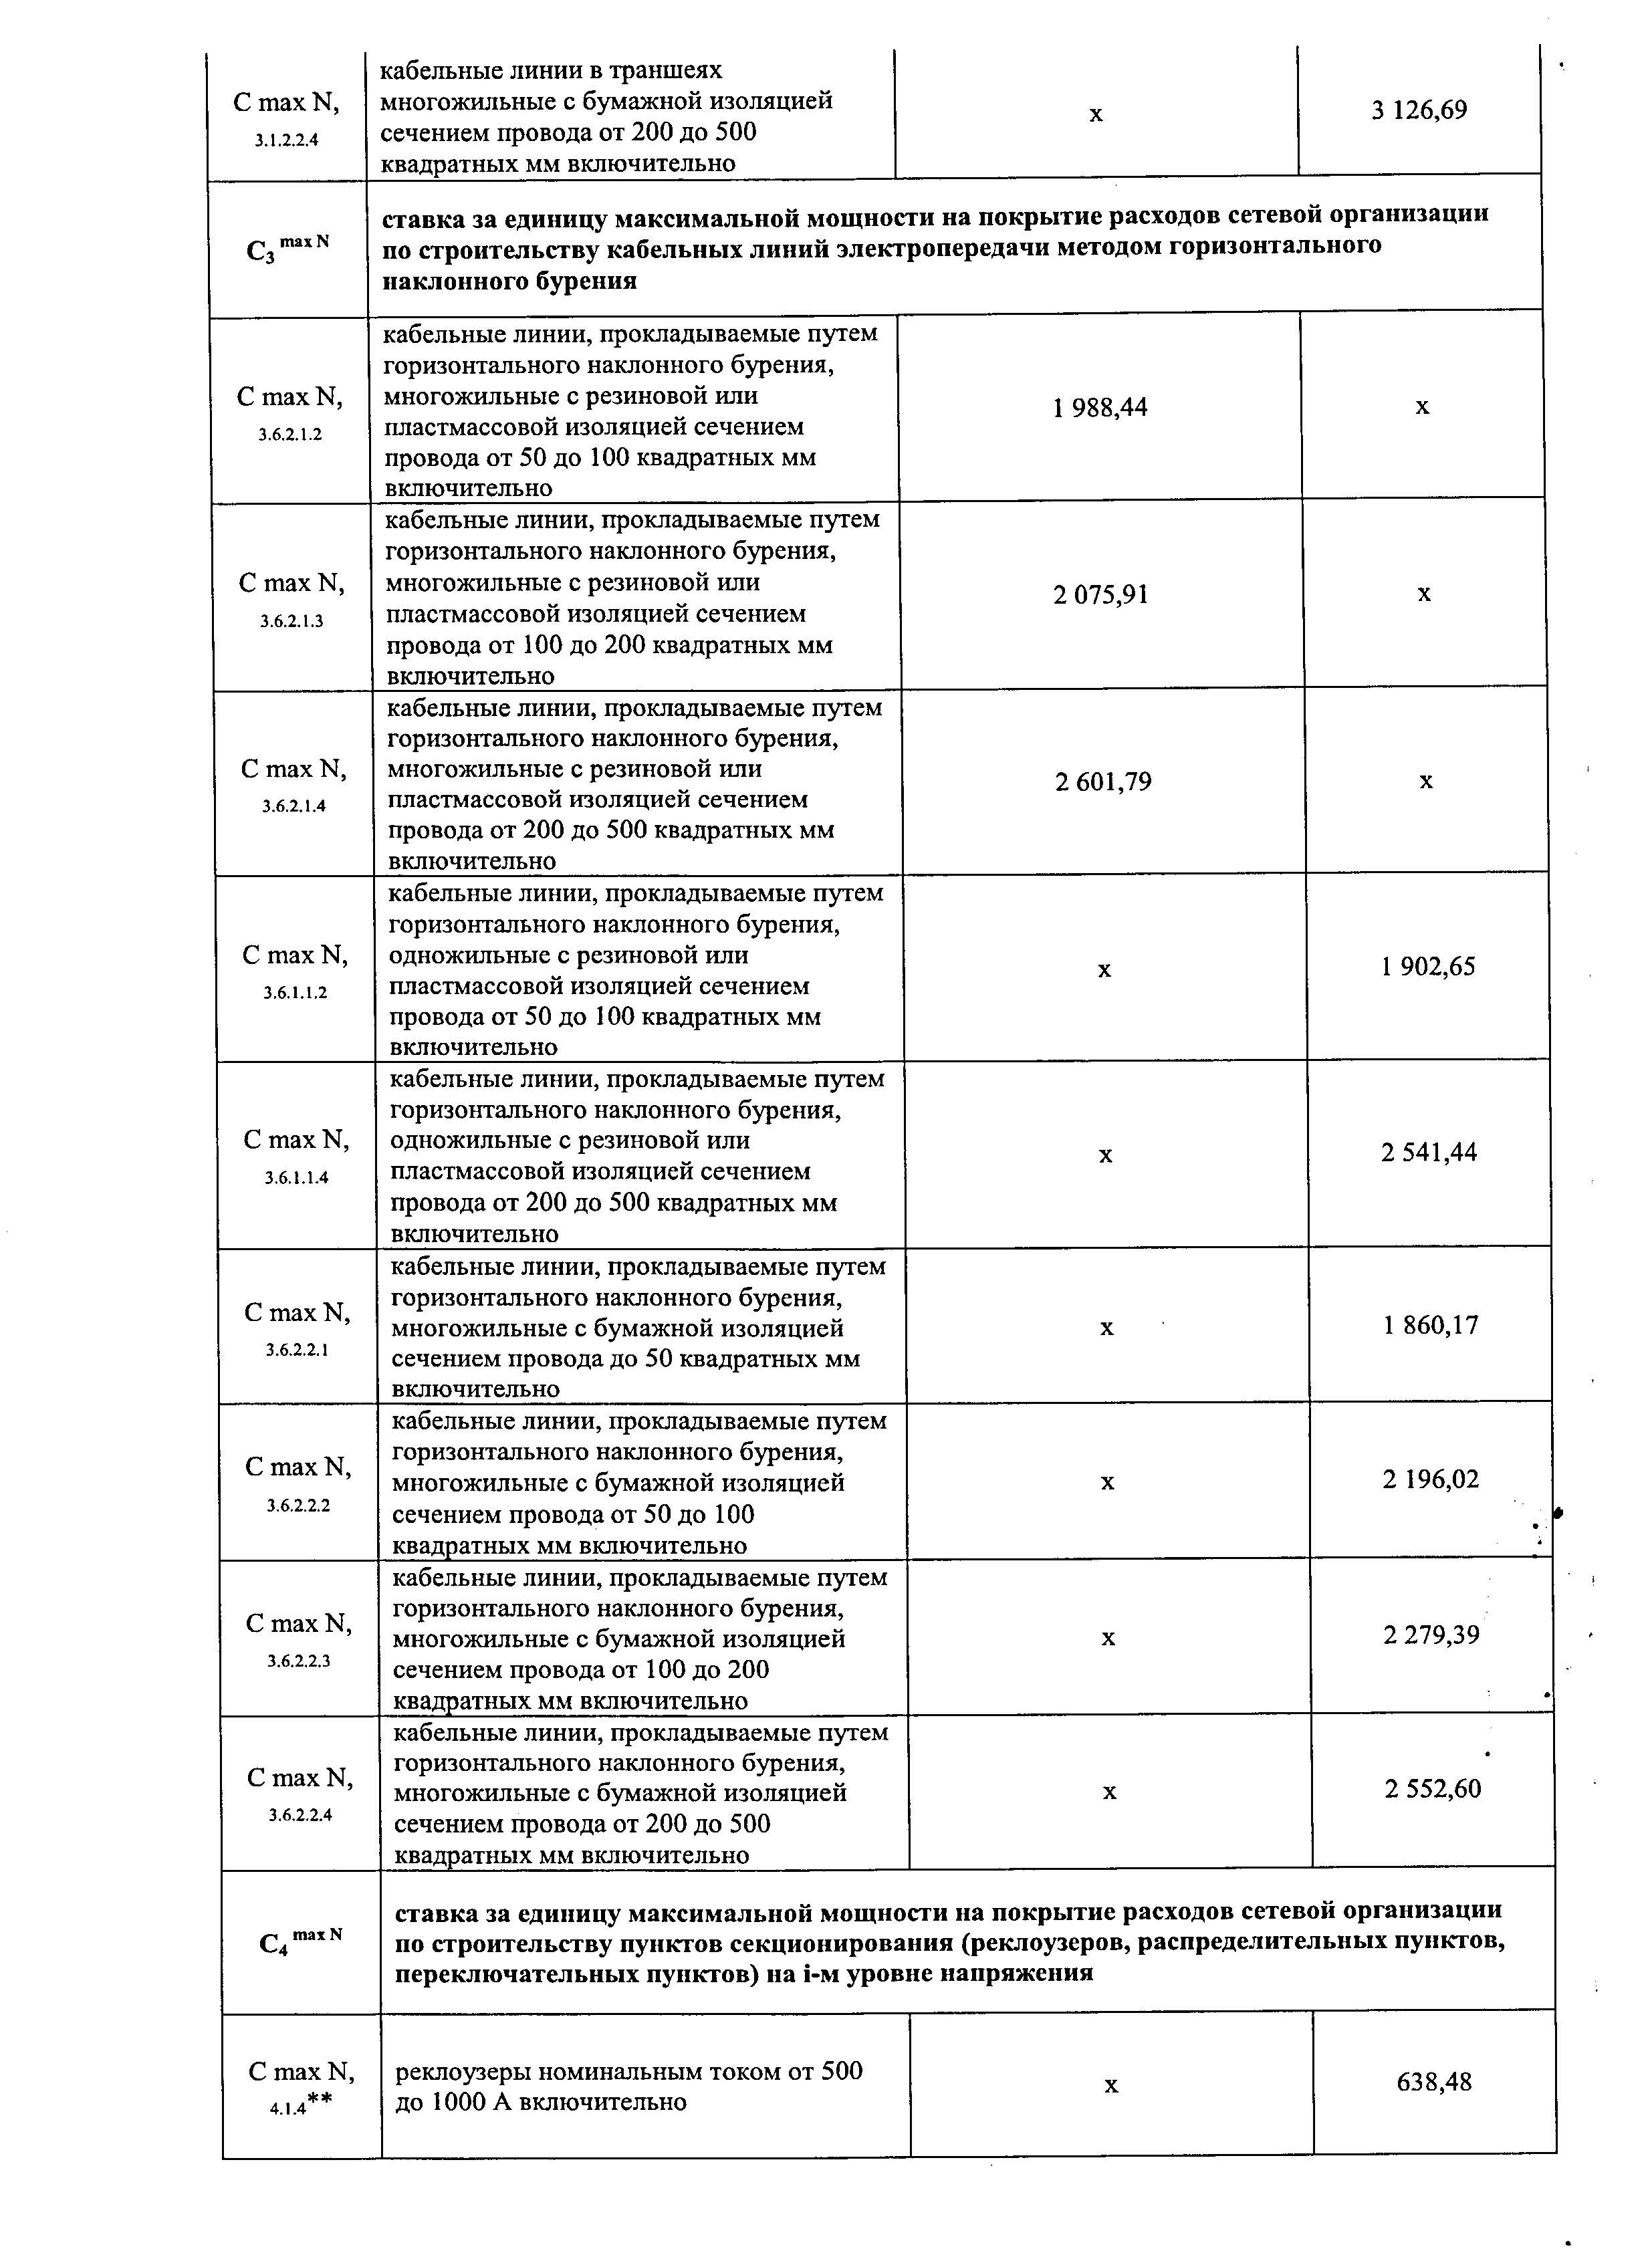 кабельные линии в траншеях
многожильные с бумажной изоляцией
сечением провода от 200 до 500
квадратных мм включительно
C max N,
3.1.2.2.4
x
3 126,69
C3 max N
ставка за единицу максимальной мощности на покрытие расходов сетевой организации
по строительству кабельных линий электропередачи методом горизонтального
наклонного бурения
C max N,
3.6.2.1.2
кабельные линии, прокладываемые путем
горизонтального наклонного бурения,
многожильные с резиновой или
пластмассовой изоляцией сечением
провода от 50 до 100 квадратных мм
включительно
1 988,44
x
C max N,
3.6.2.1.3
кабельные линии, прокладываемые путем
горизонтального наклонного бурения,
многожильные с резиновой или
пластмассовой изоляцией сечением
провода от 100 до 200 квадратных мм
включительно
2 075,91
x
C max N,
3.6.2.1.4
кабельные линии, прокладываемые путем
горизонтального наклонного бурения,
многожильные с резиновой или
пластмассовой изоляцией сечением
провода от 200 до 500 квадратных мм
включительно
2 601,79
x
C max N,
3.6.1.1.2
кабельные линии, прокладываемые путем
горизонтального наклонного бурения,
одножильные с резиновой или
пластмассовой изоляцией сечением
провода от 50 до 100 квадратных мм
включительно
x
1 902,65
C max N,
3.6.1.1.4
кабельные линии, прокладываемые путем
горизонтального наклонного бурения,
одножильные с резиновой или
пластмассовой изоляцией сечением
провода от 200 до 500 квадратных мм
включительно
x
2 541,44
C max N,
3.6.2.2.1
кабельные линии, прокладываемые путем
горизонтального наклонного бурения,
многожильные с бумажной изоляцией
сечением провода до 50 квадратных мм
включительно
x
1 860,17
C max N,
3.6.2.2.2
кабельные линии, прокладываемые путем
горизонтального наклонного бурения,
многожильные с бумажной изоляцией
сечением провода от 50 до 100
квадратных мм включительно
x
2 196,02
C max N,
3.6.2.2.3
кабельные линии, прокладываемые путем
горизонтального наклонного бурения,
многожильные с бумажной изоляцией
сечением провода от 100 до 200
квадратных мм включительно
x
2 279,39
C max N,
3.6.2.2.4
кабельные линии, прокладываемые путем
горизонтального наклонного бурения,
многожильные с бумажной изоляцией
сечением провода от 200 до 500
квадратных мм включительно
x
2 552,60
C4 max N
ставка за единицу максимальной мощности на покрытие расходов сетевой организации
по строительству пунктов секционирования (реклоузеров, распределительных пунктов,
переключательных пунктов) на i-м уровне напряжения
C max N,
4.1.4**
реклоузеры номинальным током от 500
до 1000 А включительно
x
638,48